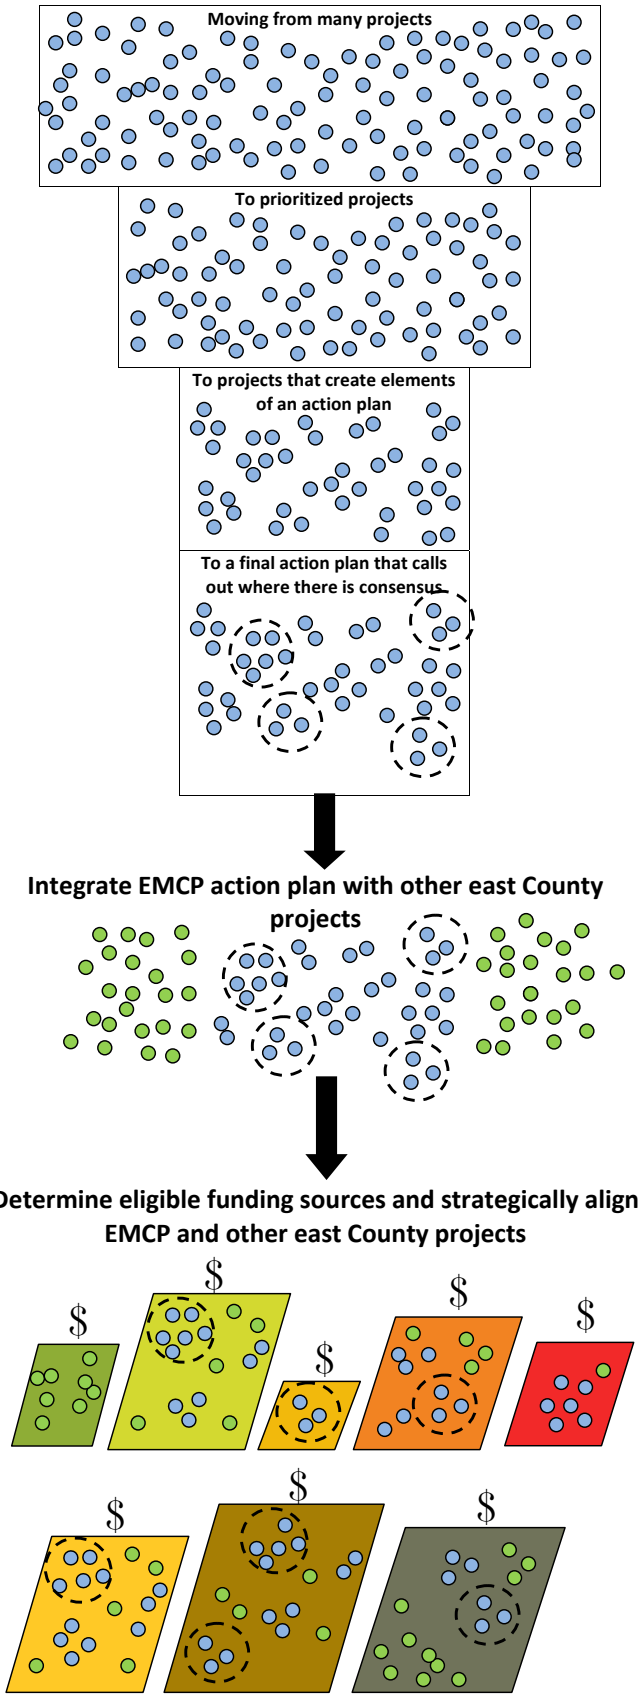 Moving from many projects
To prioritized projects
To projects that create elements
of an action plan
To a final action plan that calls
out where there is consensus
Integrate EMCP action plan with other east County
projects
Determine eligible funding sources and strategically align
EMCP and other east County projects
$
$
$
$
$
$
$
$